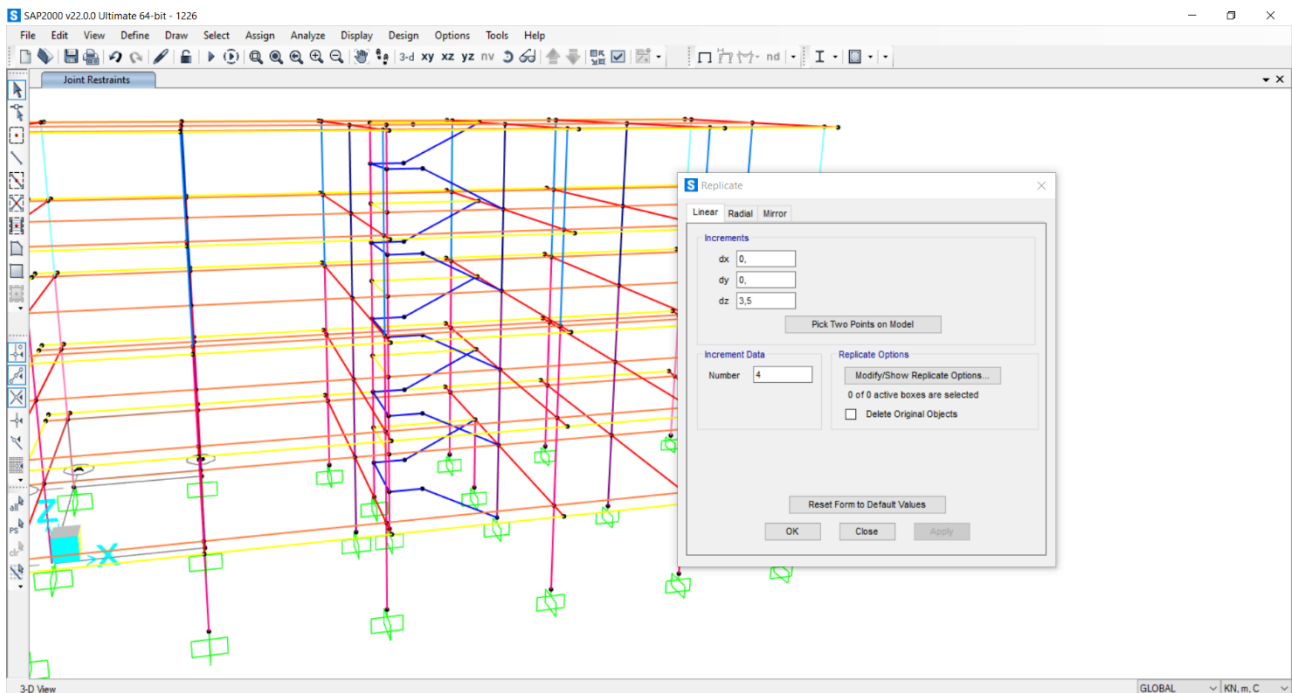 SAP2000 v22.0.0 Ultimate 64-bit - 1226
File Edit View Define Draw Select Assign Analyze Display Design Options Tools Help
3-d xy xz yz nv nd
Joint Restraints
Replicate
Linear Radial Mirror
Increments
dx 0,
dy 0,
dz 3,5
Pick Two Points on Model
Increment Data
Number 4
Replicate Options
Modify/Show Replicate Options...
0 of 0 active boxes are selected
Delete Original Objects
Reset Form to Default Values
OK Close Apply
all
ps
clr
Z
X
3-D View
GLOBAL
KN, m, C